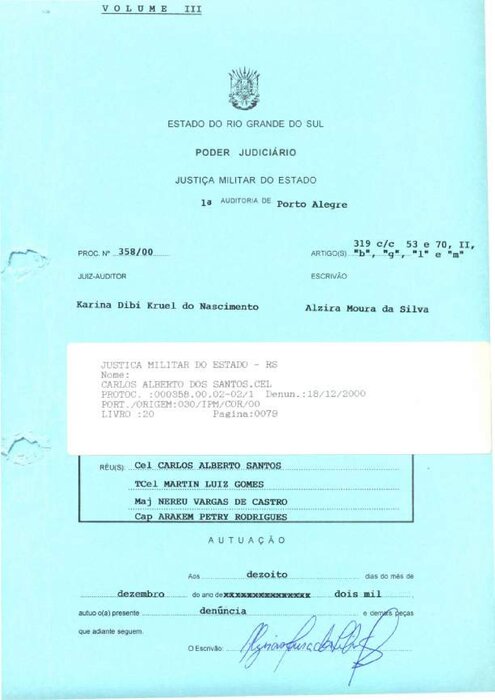 VOLUME III
ESTADO DO RIO GRANDE DO SUL
PODER JUDICIÁRIO
JUSTIÇA MILITAR DO ESTADO
1ª AUDITORIA DE Porto Alegre
PROC. Nº 358/00
ARTIGO(S) 319 c/c 53 e 70, II, "b", "g", "l" e "m"
JUIZ-AUDITOR
ESCRIVÃO
Karina Dibi Kruel do Nascimento
Alzira Moura da Silva
JUSTICA MILITAR DO ESTADO - RS
Nome:
CARLOS ALBERTO DOS SANTOS,CEL
PROTOC. :000358.00.02-02/1 Denun.:18/12/2000
PORT./ORIGEM:030/IPM/COR/00
LIVRO :20 Pagina:0079
RÉU(S) Cel CARLOS ALBERTO SANTOS
TCel MARTIN LUIZ GOMES
Maj NEREU VARGAS DE CASTRO
Cap ARAKEM PETRY RODRIGUES
AUTUAÇÃO
Aos dezoito dias do mês de
dezembro do ano de xxxxxxxxxxxxxxx dois mil,
autuo o(a) presente denúncia e demais peças
que adiante seguem.
O Escrivão: